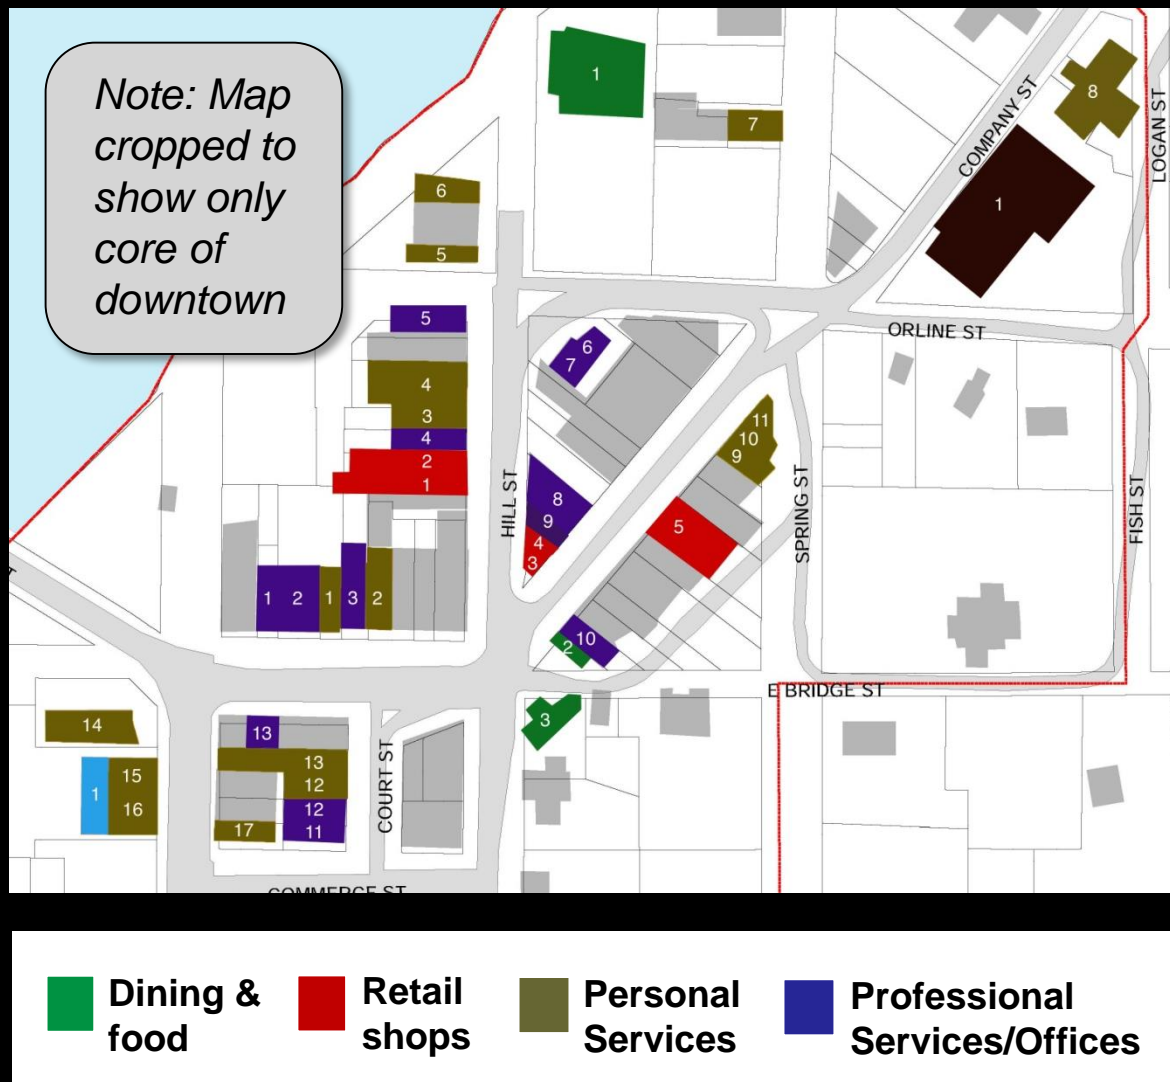 Note: Map
cropped to
show only
core of
downtown
1
7
8
COMPANY ST
LOGAN ST
1
6
5
5
ORLINE ST
6
7
4
3
4
2
1
11
10
9
HILL ST
8
9
4
3
5
SPRING ST
FISH ST
1 2 1 3 2
10
2
E BRIDGE ST
3
14
13
13
12
COURT ST
15
1
16
12
11
17
COMMERCE ST
Dining &
food
Retail
shops
Personal
Services
Professional
Services/Offices